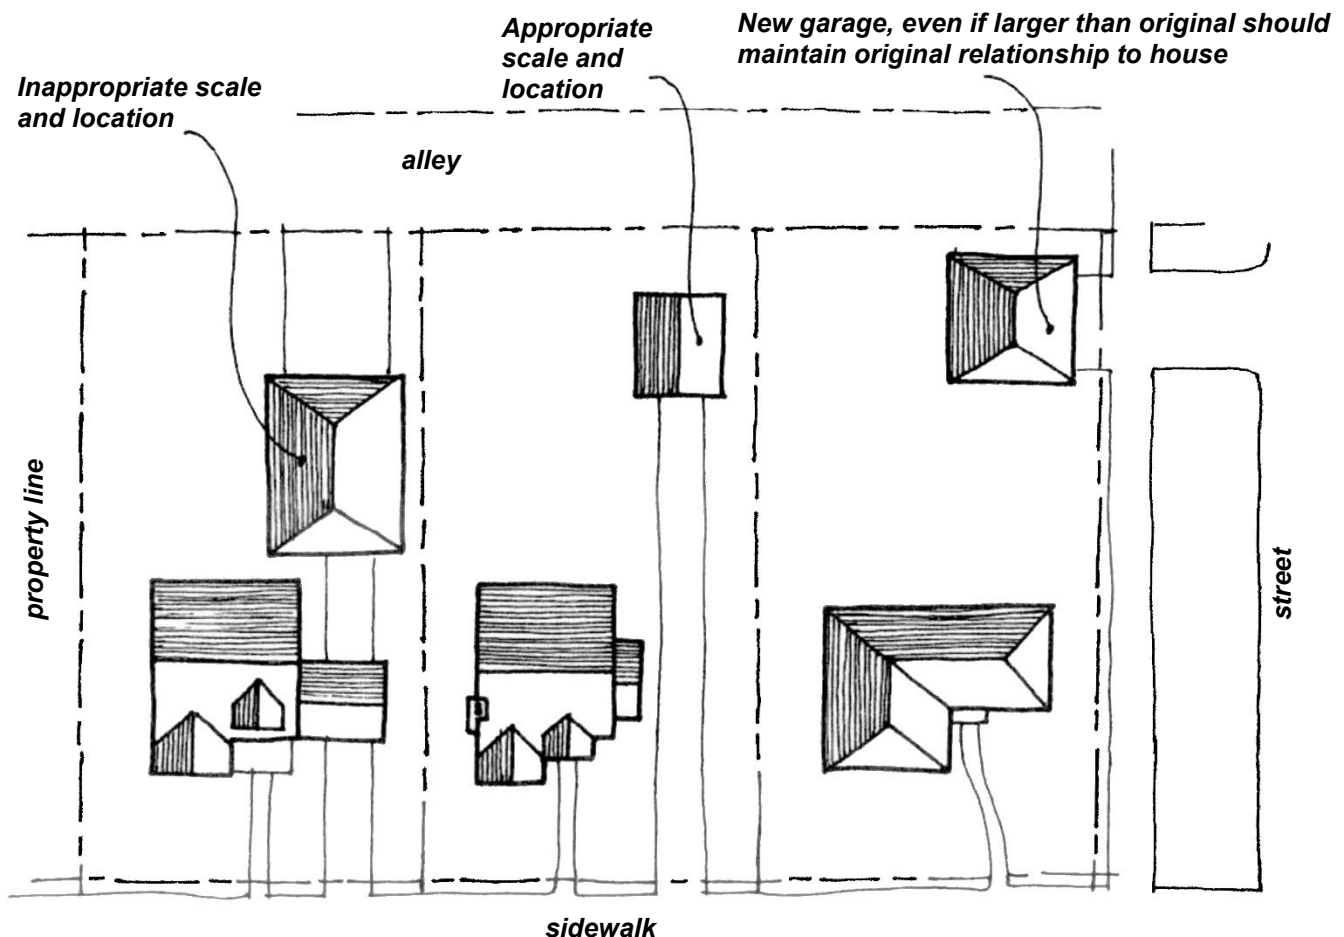 New garage, even if larger than original should
maintain original relationship to house
Appropriate
scale and
location
Inappropriate scale
and location
alley
property line
street
sidewalk